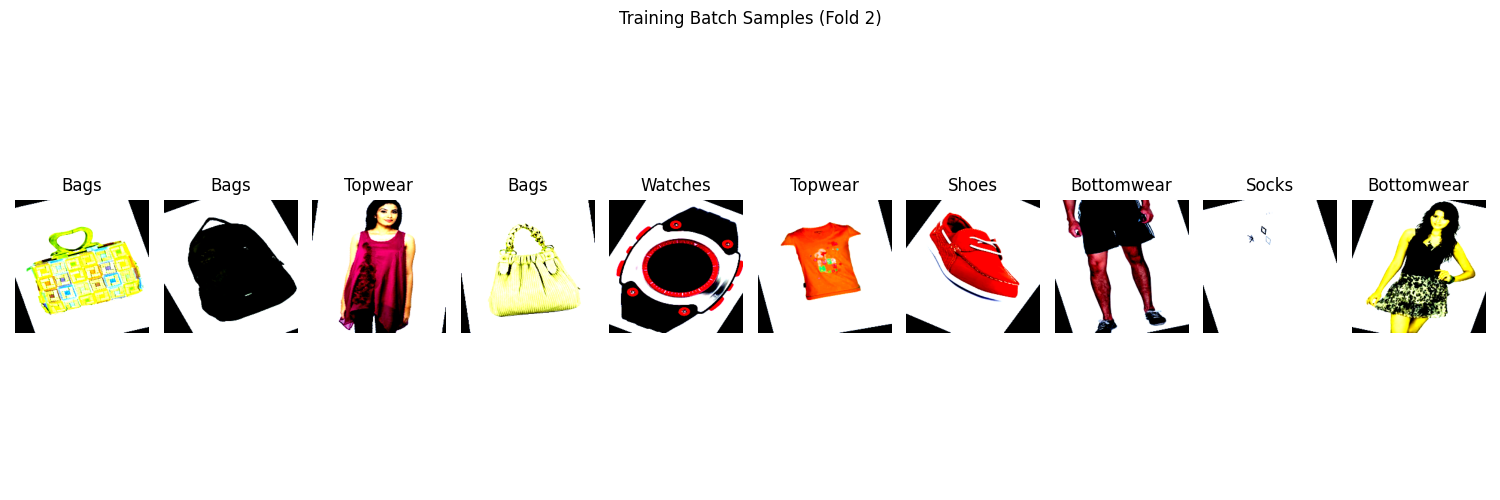 Training Batch Samples (Fold 2)
Bags
Bags
Topwear
Bags
Watches
Topwear
Shoes
Bottomwear
Socks
Bottomwear